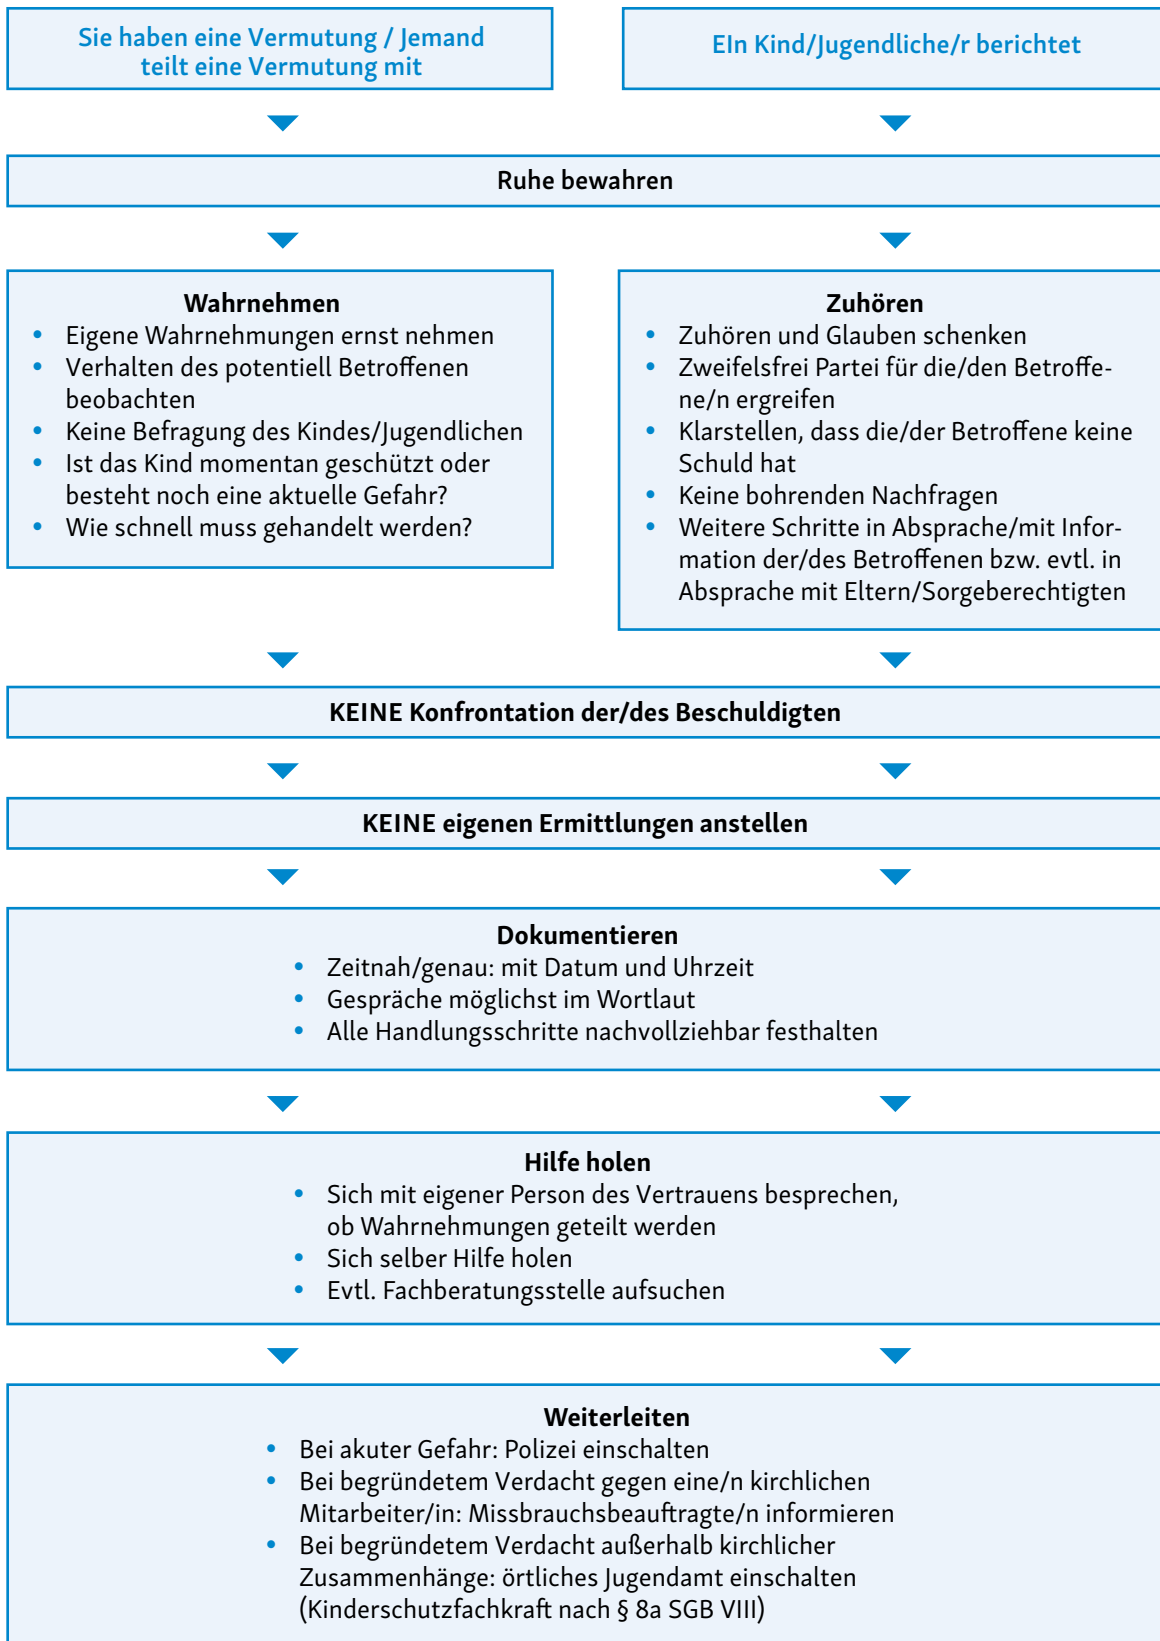 Sie haben eine Vermutung / Jemand
teilt eine Vermutung mit
EIn Kind/Jugendliche/r berichtet
Ruhe bewahren
Wahrnehmen
• Eigene Wahrnehmungen ernst nehmen
• Verhalten des potentiell Betroffenen
beobachten
• Keine Befragung des Kindes/Jugendlichen
• Ist das Kind momentan geschützt oder
besteht noch eine aktuelle Gefahr?
• Wie schnell muss gehandelt werden?
Zuhören
• Zuhören und Glauben schenken
• Zweifelsfrei Partei für die/den Betroffe-
ne/n ergreifen
• Klarstellen, dass die/der Betroffene keine
Schuld hat
• Keine bohrenden Nachfragen
• Weitere Schritte in Absprache/mit Infor-
mation der/des Betroffenen bzw. evtl. in
Absprache mit Eltern/Sorgeberechtigten
KEINE Konfrontation der/des Beschuldigten
KEINE eigenen Ermittlungen anstellen
Dokumentieren
• Zeitnah/genau: mit Datum und Uhrzeit
• Gespräche möglichst im Wortlaut
• Alle Handlungsschritte nachvollziehbar festhalten
Hilfe holen
• Sich mit eigener Person des Vertrauens besprechen,
ob Wahrnehmungen geteilt werden
• Sich selber Hilfe holen
• Evtl. Fachberatungsstelle aufsuchen
Weiterleiten
• Bei akuter Gefahr: Polizei einschalten
• Bei begründetem Verdacht gegen eine/n kirchlichen
Mitarbeiter/in: Missbrauchsbeauftragte/n informieren
• Bei begründetem Verdacht außerhalb kirchlicher
Zusammenhänge: örtliches Jugendamt einschalten
(Kinderschutzfachkraft nach § 8a SGB VIII)